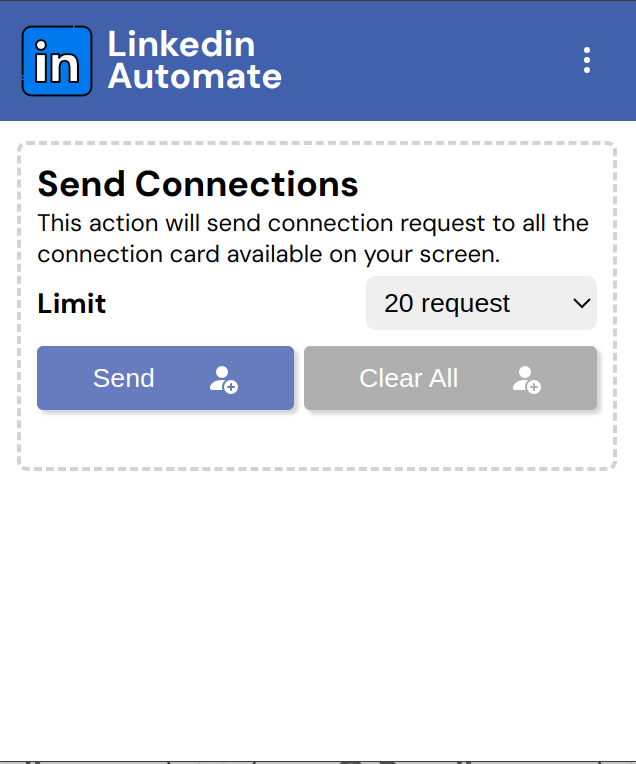 in
Linkedin
Automate
Send Connections
This action will send connection request to all the
connection card available on your screen.
Limit
20 request
Send
Clear All